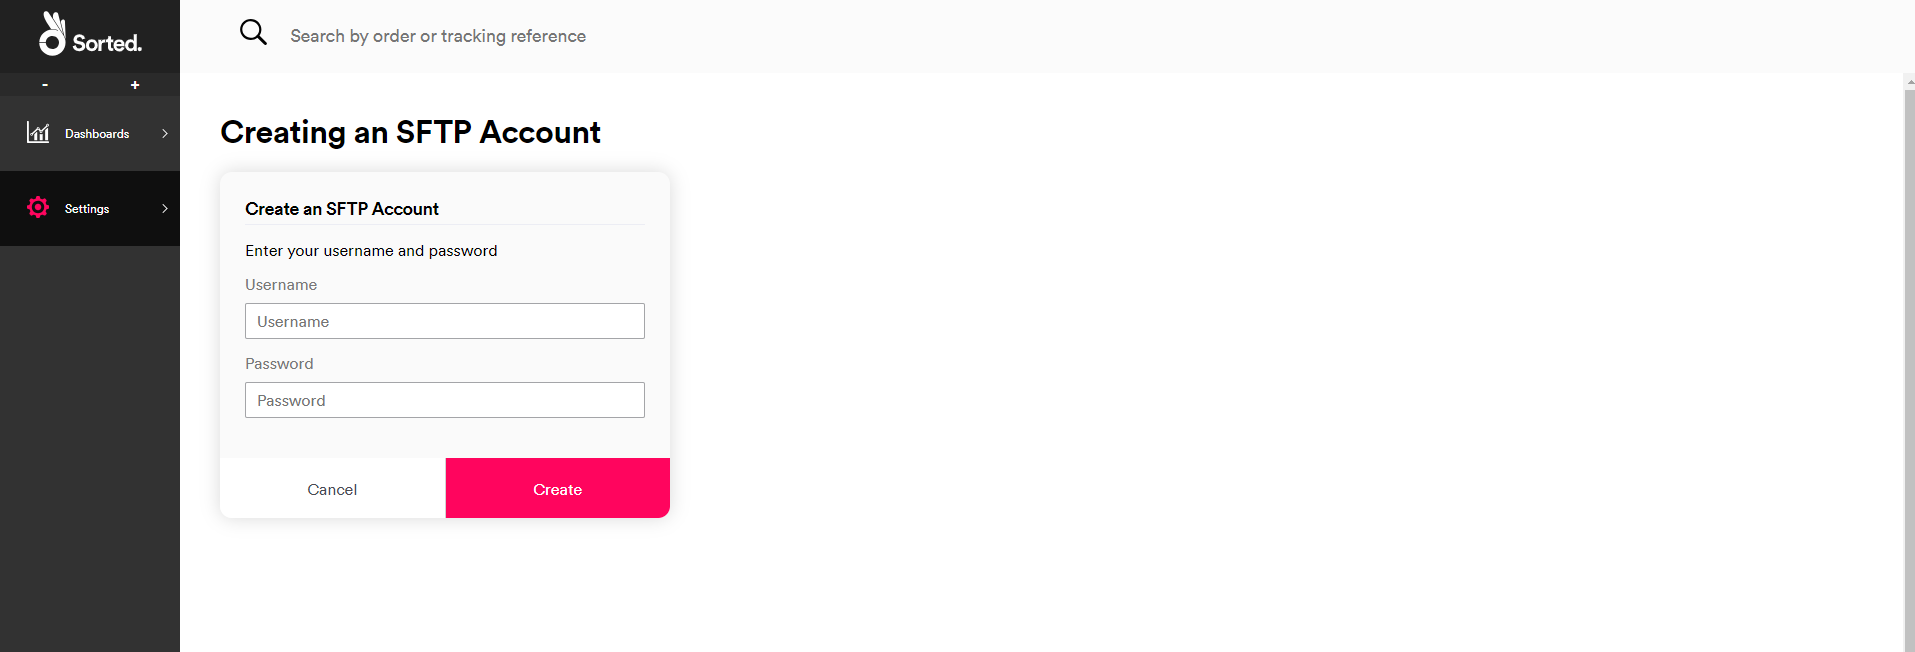 Sorted.
Search by order or tracking reference
- +
Dashboards
Settings
Creating an SFTP Account
Create an SFTP Account
Enter your username and password
Username
Username
Password
Password
Cancel
Create